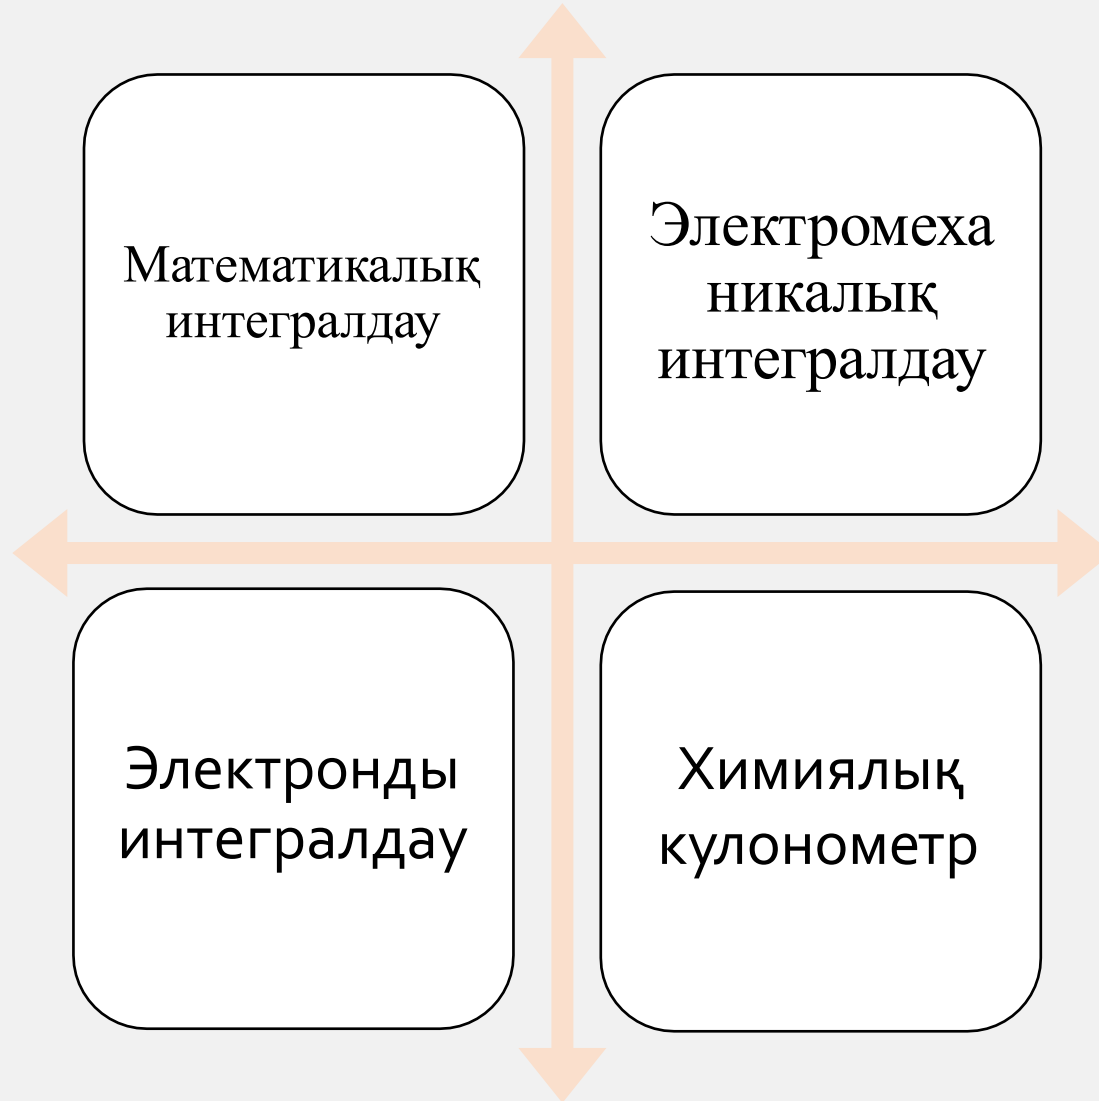 Математикалық
интегралдау
Электромеха
никалық
интегралдау
Электронды
интегралдау
Химиялық
кулонометр